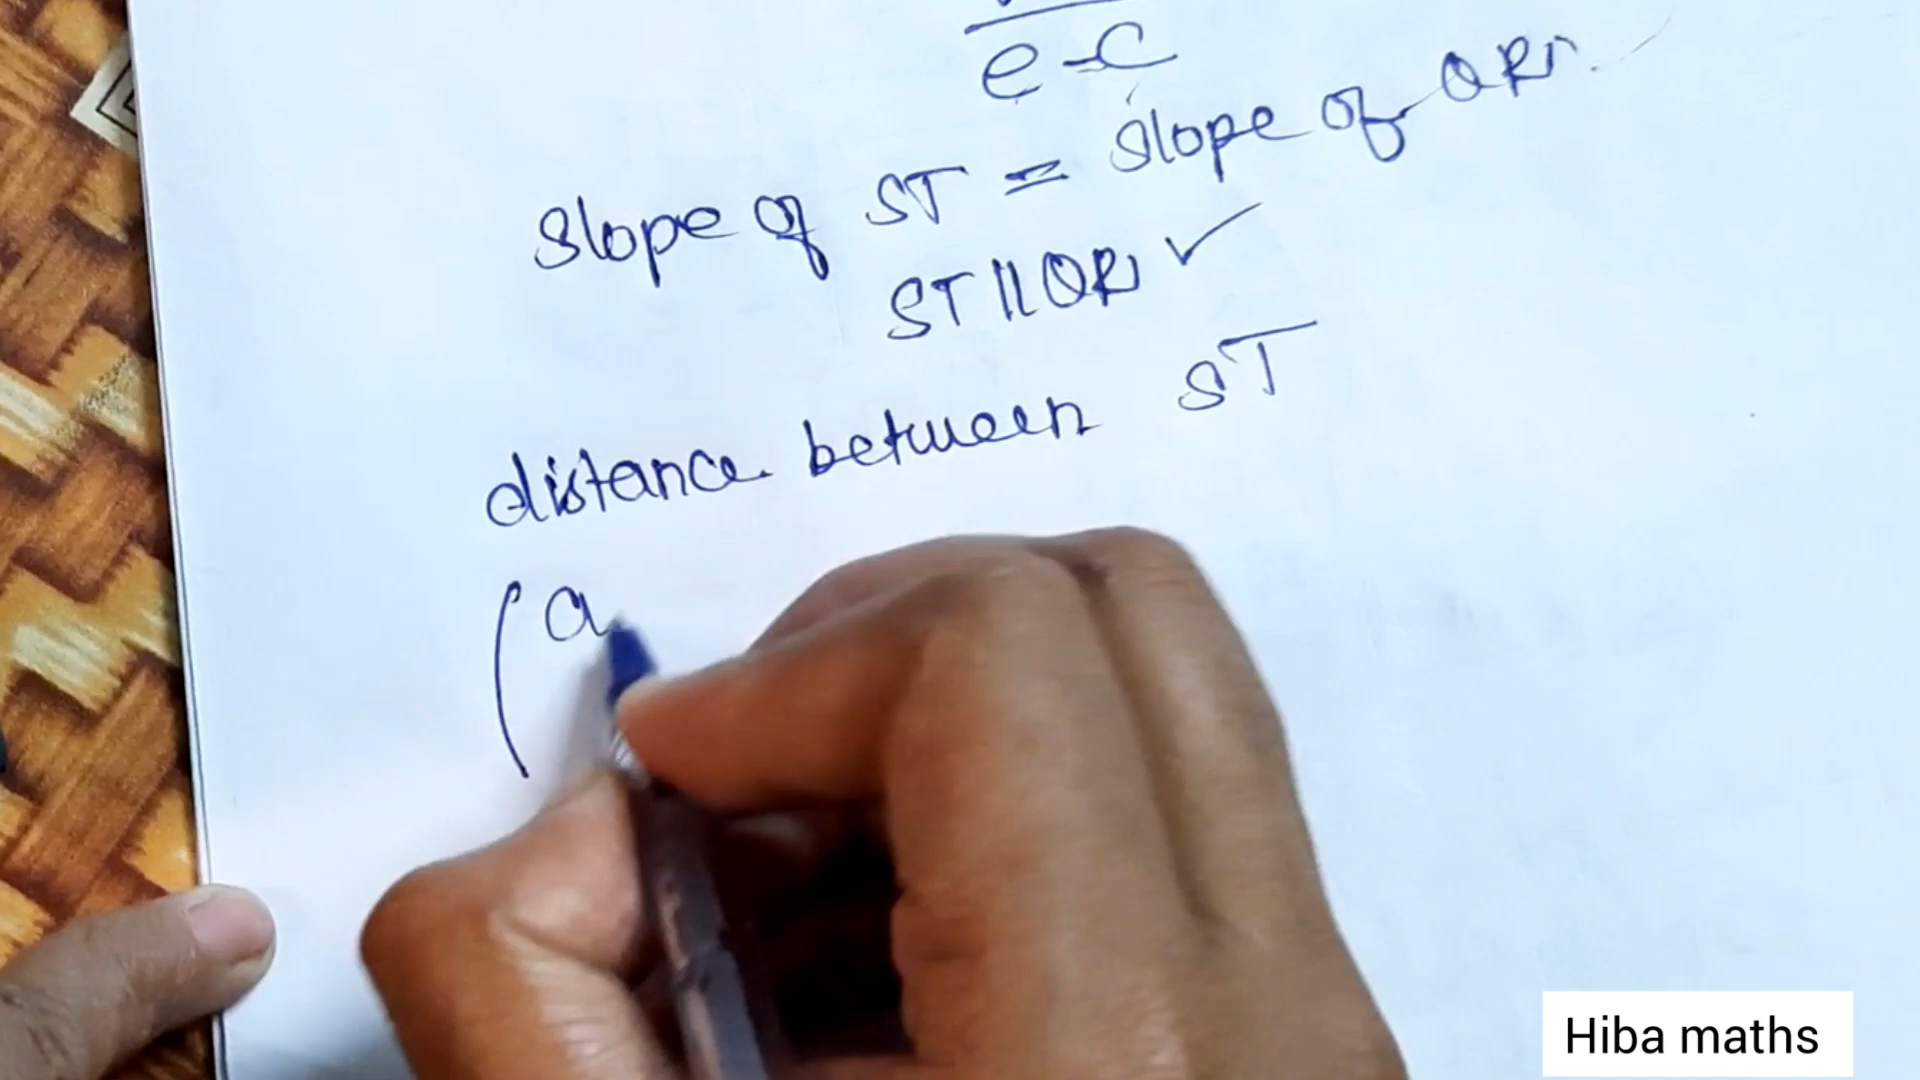 e-C
Slope of ST = Slope of QR
ST || QR ✓
distance between ST
( a
Hiba maths